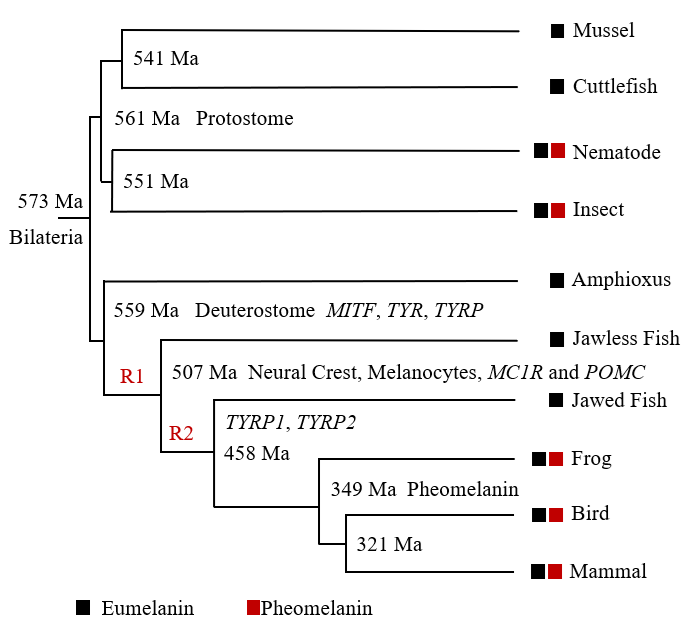 Mussel
541 Ma
Cuttlefish
561 Ma Protostome
Nematode
551 Ma
573 Ma
Insect
Bilateria
Amphioxus
559 Ma Deuterostome MITF, TYR, TYRP
Jawless Fish
R1
507 Ma Neural Crest, Melanocytes, MC1R and POMC
Jawed Fish
TYRP1, TYRP2
R2
458 Ma
Frog
349 Ma Pheomelanin
Bird
321 Ma
Mammal
Eumelanin Pheomelanin